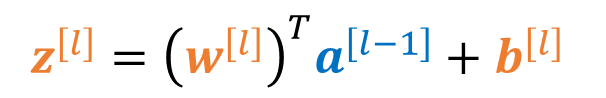 z^[l] = (w^[l])^T a^[l−1] + b^[l]